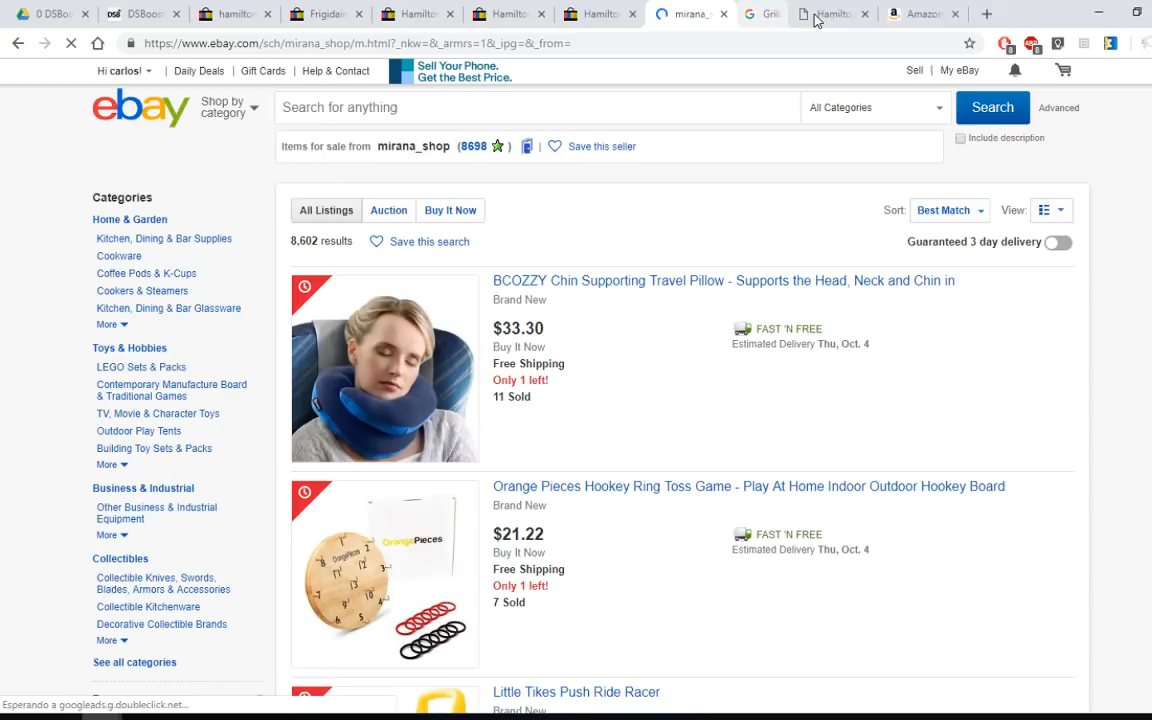 0 DSBoo
DSBoost
hamilton
Frigidair
Hamilton
Hamilton
Hamilton
mirana_s
Grill
Hamilto
Amazon
https://www.ebay.com/sch/mirana_shop/m.html?_nkw=&_armrs=1&_ipg=&_from=
Hi carlos!
Daily Deals
Gift Cards
Help & Contact
Sell Your Phone.
Get the Best Price.
Sell
My eBay
ebay
Shop by category
Search for anything
All Categories
Search
Advanced
Include description
Items for sale from mirana_shop (8698 ) | Save this seller
Categories
Home & Garden
Kitchen, Dining & Bar Supplies
Cookware
Coffee Pods & K-Cups
Cookers & Steamers
Kitchen, Dining & Bar Glassware
More
Toys & Hobbies
LEGO Sets & Packs
Contemporary Manufacture Board
& Traditional Games
TV, Movie & Character Toys
Outdoor Play Tents
Building Toy Sets & Packs
More
Business & Industrial
Other Business & Industrial
Equipment
More
Collectibles
Collectible Knives, Swords,
Blades, Armors & Accessories
Collectible Kitchenware
Decorative Collectible Brands
More
See all categories
All Listings
Auction
Buy It Now
Sort: Best Match
View:
8,602 results
Save this search
Guaranteed 3 day delivery
BCOZZY Chin Supporting Travel Pillow - Supports the Head, Neck and Chin in
Brand New
$33.30
Buy It Now
Free Shipping
Only 1 left!
11 Sold
FAST 'N FREE
Estimated Delivery Thu, Oct. 4
Orange Pieces Hookey Ring Toss Game - Play At Home Indoor Outdoor Hookey Board
Brand New
$21.22
Buy It Now
Free Shipping
Only 1 left!
7 Sold
FAST 'N FREE
Estimated Delivery Thu, Oct. 4
OrangePieces
Little Tikes Push Ride Racer
Brand New
Esperando a googleads.g.doubleclick.net...